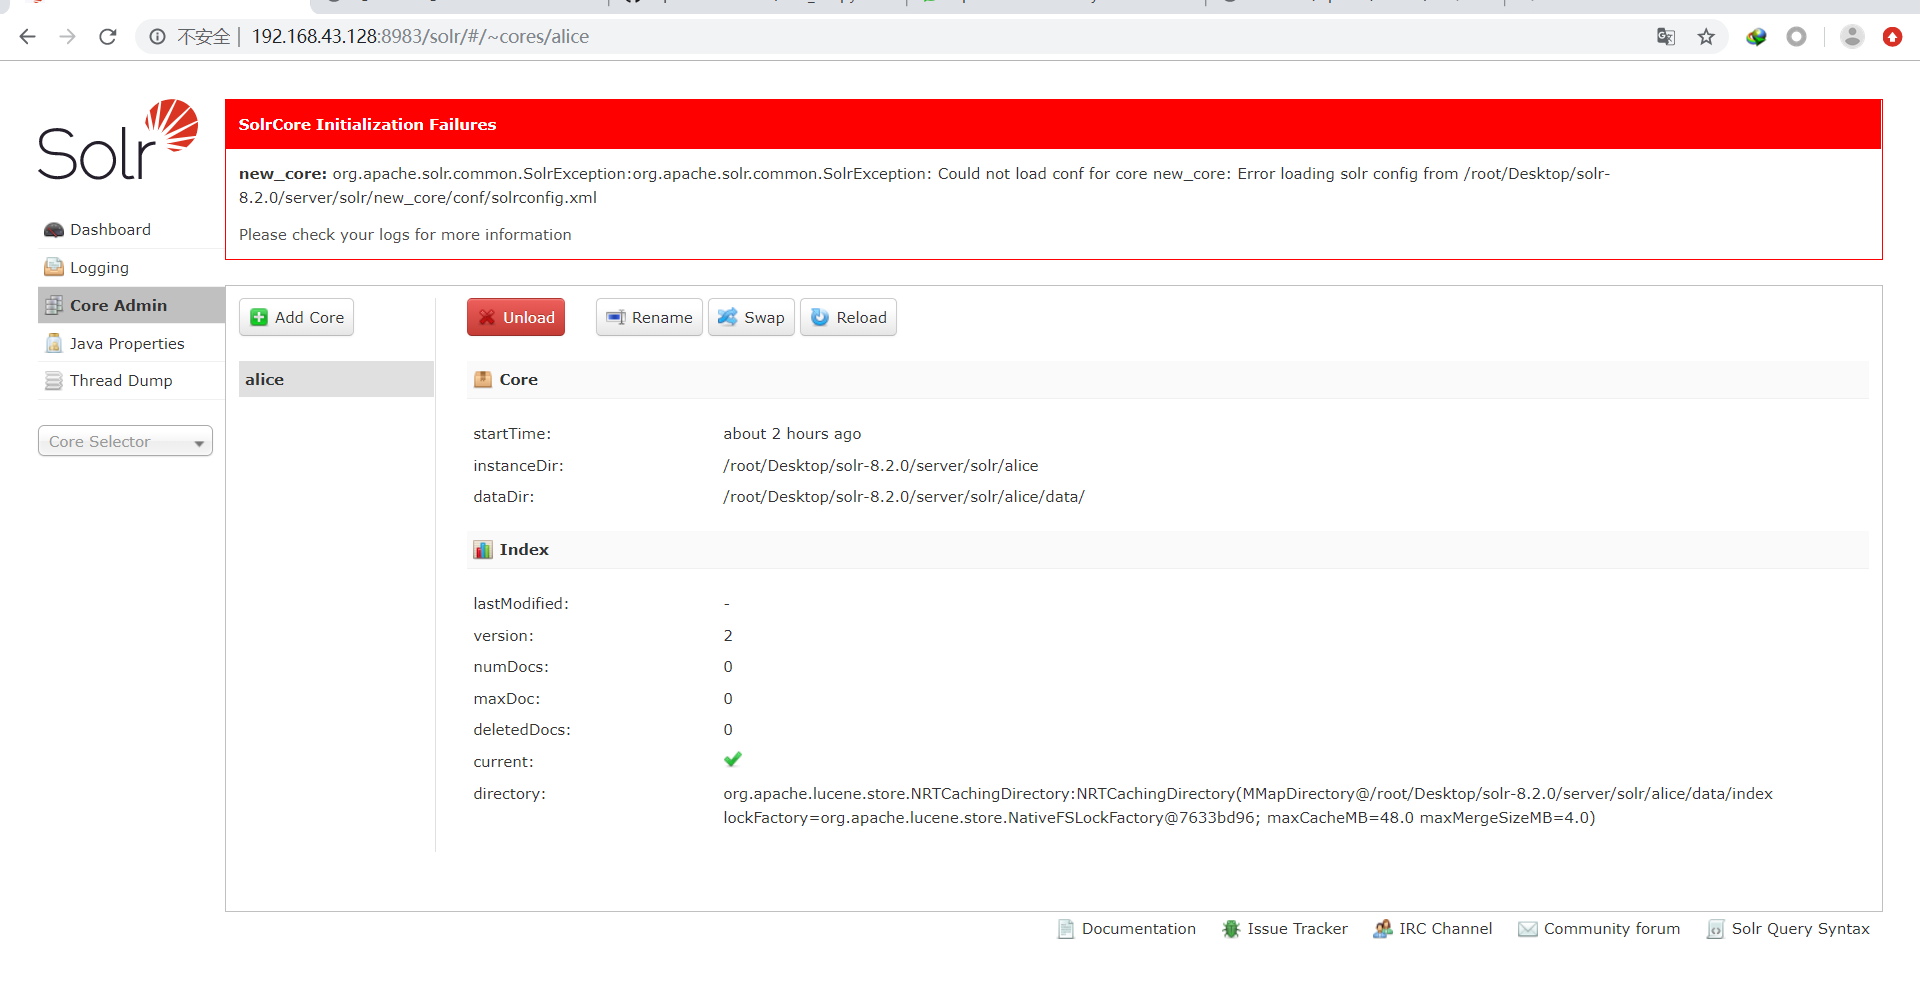 不安全 | 192.168.43.128:8983/solr/#/~cores/alice
Solr
SolrCore Initialization Failures
new_core: org.apache.solr.common.SolrException:org.apache.solr.common.SolrException: Could not load conf for core new_core: Error loading solr config from /root/Desktop/solr-
8.2.0/server/solr/new_core/conf/solrconfig.xml
Please check your logs for more information
Dashboard
Logging
Core Admin
Java Properties
Thread Dump
Core Selector
Add Core
alice
Unload
Rename
Swap
Reload
Core
startTime: about 2 hours ago
instanceDir: /root/Desktop/solr-8.2.0/server/solr/alice
dataDir: /root/Desktop/solr-8.2.0/server/solr/alice/data/
Index
lastModified: -
version: 2
numDocs: 0
maxDoc: 0
deletedDocs: 0
current:
directory: org.apache.lucene.store.NRTCachingDirectory:NRTCachingDirectory(MMapDirectory@/root/Desktop/solr-8.2.0/server/solr/alice/data/index
lockFactory=org.apache.lucene.store.NativeFSLockFactory@7633bd96; maxCacheMB=48.0 maxMergeSizeMB=4.0)
Documentation
Issue Tracker
IRC Channel
Community forum
Solr Query Syntax